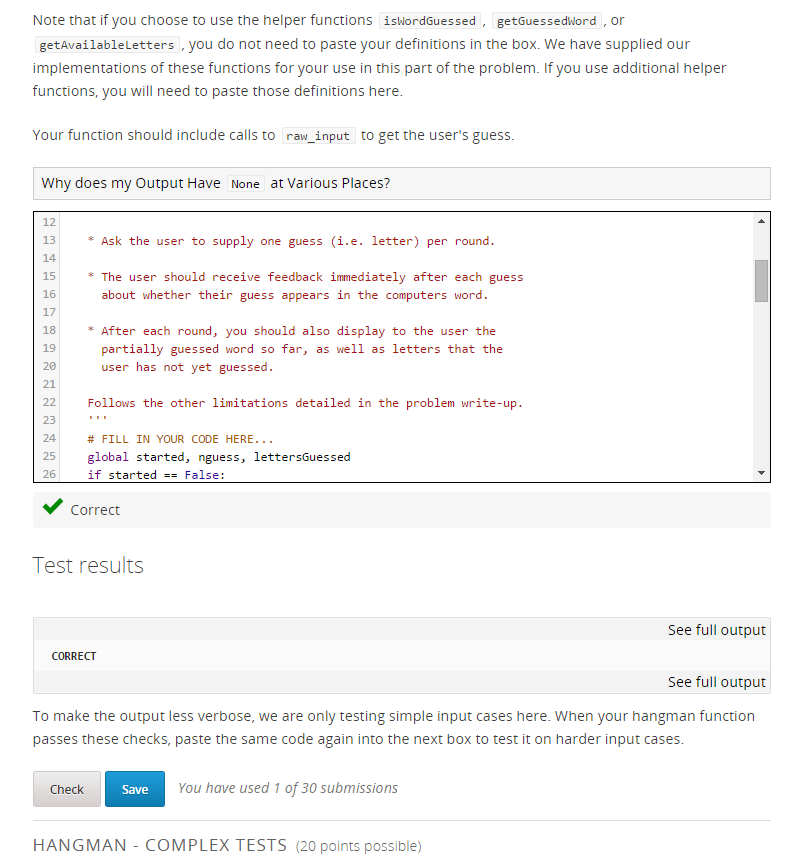 Note that if you choose to use the helper functions isWordGuessed , getGuessedWord , or
getAvailableLetters , you do not need to paste your definitions in the box. We have supplied our
implementations of these functions for your use in this part of the problem. If you use additional helper
functions, you will need to paste those definitions here.
Your function should include calls to raw_input to get the user's guess.
Why does my Output Have None at Various Places?
12
13 * Ask the user to supply one guess (i.e. letter) per round.
14
15 * The user should receive feedback immediately after each guess
16 about whether their guess appears in the computers word.
17
18 * After each round, you should also display to the user the
19 partially guessed word so far, as well as letters that the
20 user has not yet guessed.
21
22 Follows the other limitations detailed in the problem write-up.
23 '''
24 # FILL IN YOUR CODE HERE...
25 global started, nguess, lettersGuessed
26 if started == False:
Correct
Test results
See full output
CORRECT
See full output
To make the output less verbose, we are only testing simple input cases here. When your hangman function
passes these checks, paste the same code again into the next box to test it on harder input cases.
Check Save You have used 1 of 30 submissions
HANGMAN - COMPLEX TESTS (20 points possible)